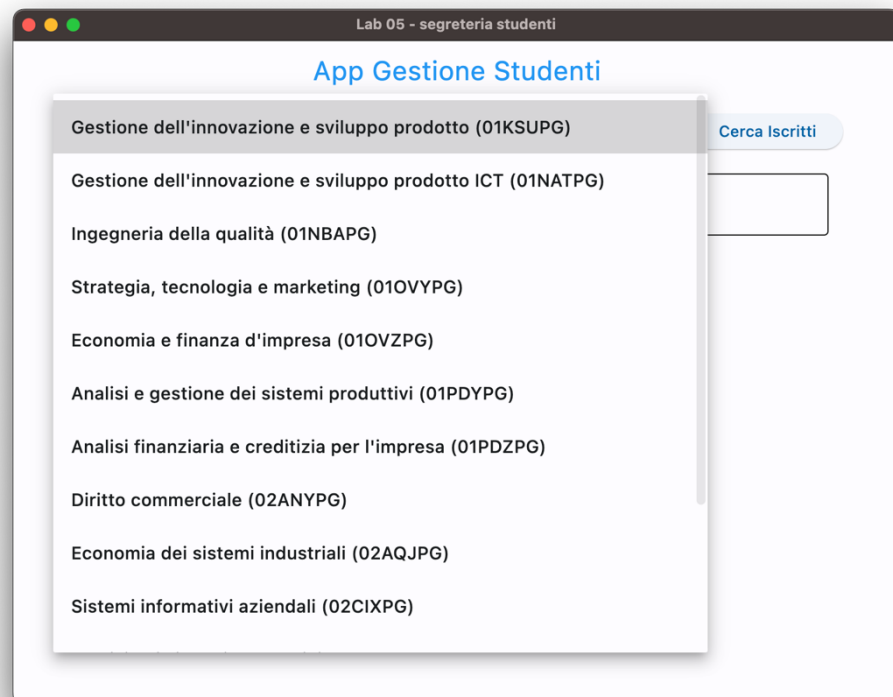 Lab 05 - segreteria studenti
App Gestione Studenti
Gestione dell'innovazione e sviluppo prodotto (01KSUPG)
Cerca Iscritti
Gestione dell'innovazione e sviluppo prodotto ICT (01NATPG)
Ingegneria della qualità (01NBAPG)
Strategia, tecnologia e marketing (01OVYPG)
Economia e finanza d'impresa (01OVZPG)
Analisi e gestione dei sistemi produttivi (01PDYPG)
Analisi finanziaria e creditizia per l'impresa (01PDZPG)
Diritto commerciale (02ANYPG)
Economia dei sistemi industriali (02AQJPG)
Sistemi informativi aziendali (02CIXPG)